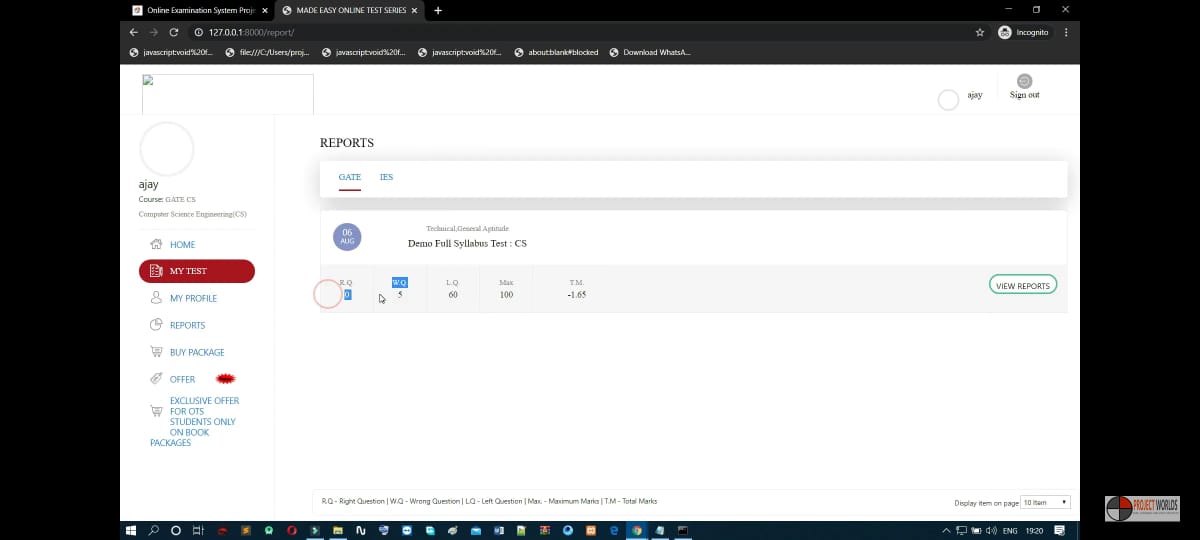 Online Examination System Proje
MADE EASY ONLINE TEST SERIES
127.0.0.1:8000/report/
Incognito
javascript:void%20f...
file:///C:/Users/proj...
javascript:void%20f...
javascript:void%20f...
about:blank#blocked
Download WhatsA...
ajay
Sign out
ajay
Course: GATE CS
Computer Science Engineering(CS)
HOME
MY TEST
MY PROFILE
REPORTS
BUY PACKAGE
OFFER
EXCLUSIVE OFFER
FOR OTS
STUDENTS ONLY
ON BOOK
PACKAGES
REPORTS
GATE IES
06
AUG
Technical,General Aptitude
Demo Full Syllabus Test : CS
R.Q. W.Q. L.Q. Max T.M.
0 5 60 100 -1.65
VIEW REPORTS
R.Q - Right Question | W.Q - Wrong Question | L.Q - Left Question | Max. - Maximum Marks | T.M - Total Marks
Display item on page 10 Item
ENG 19:20
PROJECT WORLDS